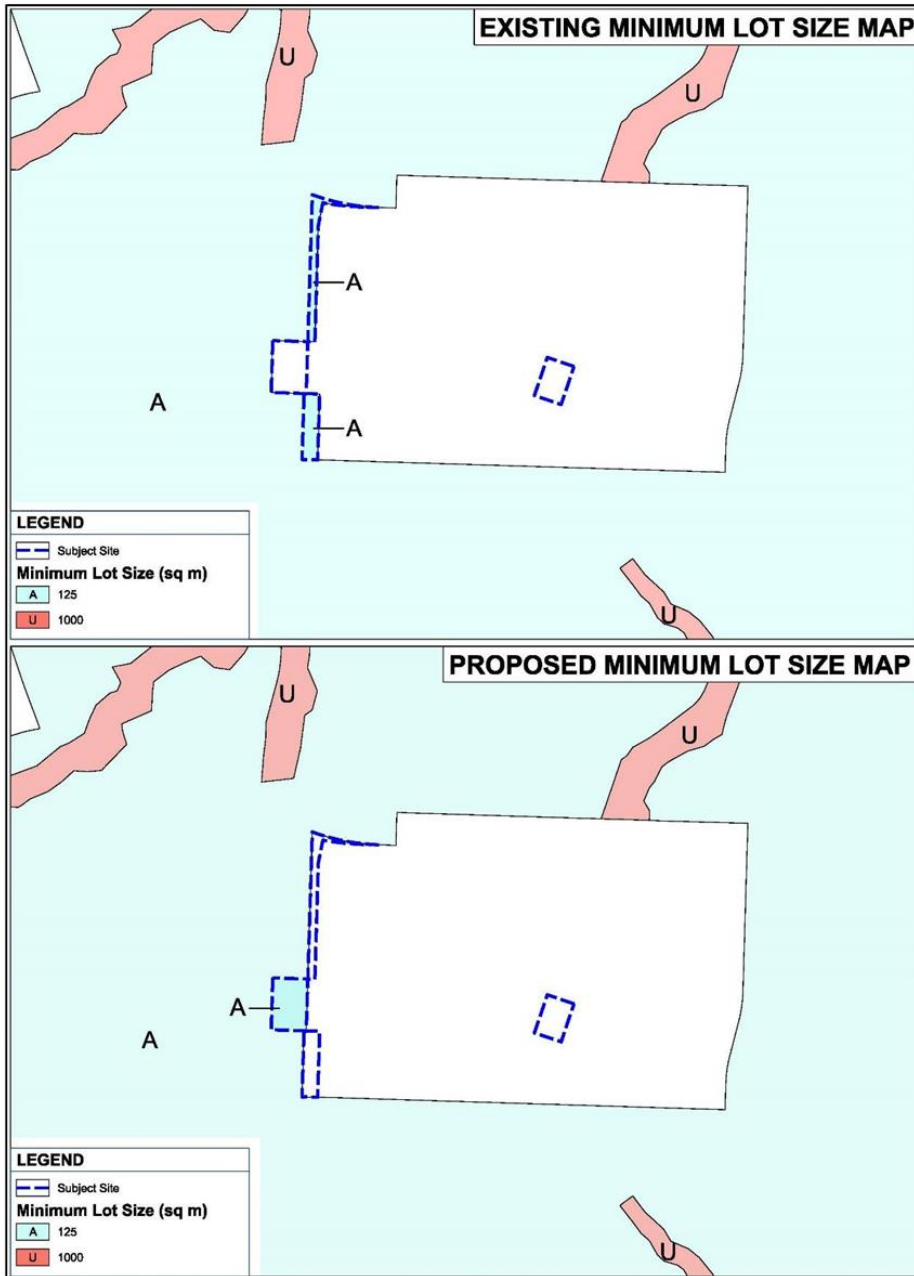 EXISTING MINIMUM LOT SIZE MAP
U
U
A
A
A
U
LEGEND
Subject Site
Minimum Lot Size (sq m)
A 125
U 1000
PROPOSED MINIMUM LOT SIZE MAP
U
U
A
A
U
LEGEND
Subject Site
Minimum Lot Size (sq m)
A 125
U 1000